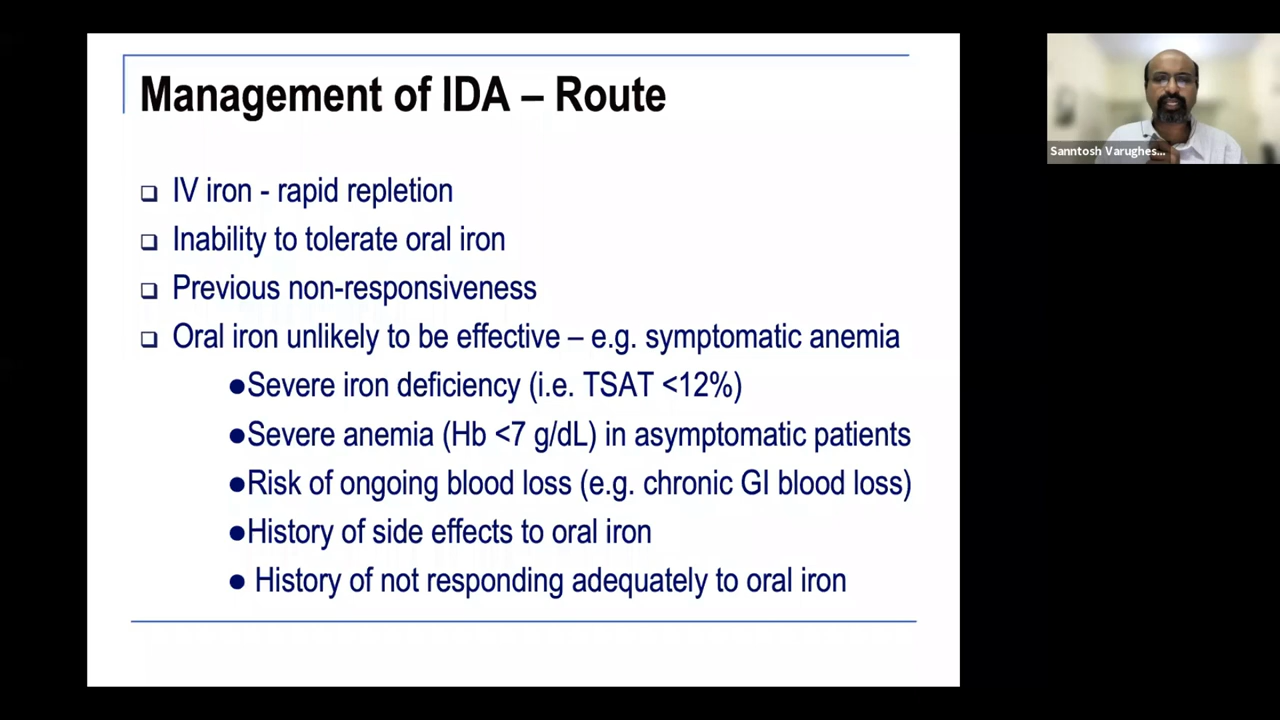 Management of IDA – Route
❑ IV iron - rapid repletion
❑ Inability to tolerate oral iron
❑ Previous non-responsiveness
❑ Oral iron unlikely to be effective – e.g. symptomatic anemia
●Severe iron deficiency (i.e. TSAT <12%)
●Severe anemia (Hb <7 g/dL) in asymptomatic patients
●Risk of ongoing blood loss (e.g. chronic GI blood loss)
●History of side effects to oral iron
● History of not responding adequately to oral iron
Sanntosh Varughes...